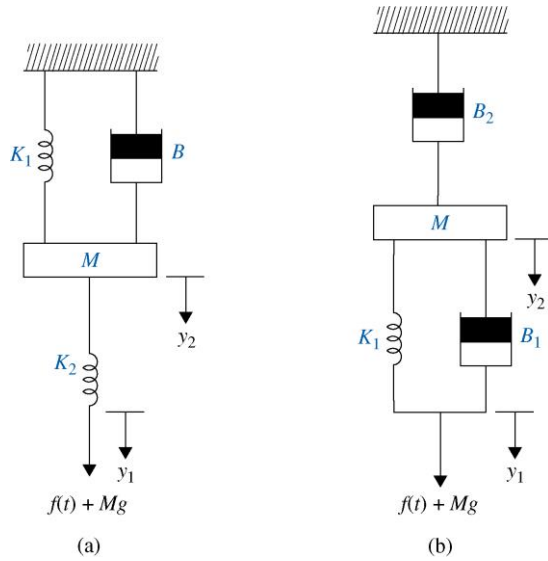 K₁
B
M
y₂
K₂
y₁
f(t) + Mg
(a)
B₂
M
y₂
K₁
B₁
y₁
f(t) + Mg
(b)